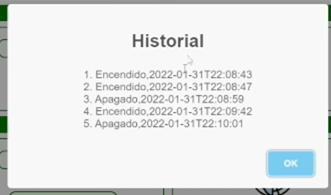 Historial
1. Encendido,2022-01-31T22:08:43
2. Encendido,2022-01-31T22:08:47
3. Apagado,2022-01-31T22:08:59
4. Encendido,2022-01-31T22:09:42
5. Apagado,2022-01-31T22:10:01
OK